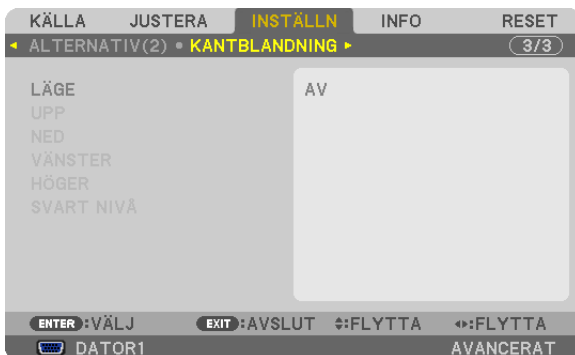 KÄLLA JUSTERA INSTÄLLN INFO RESET
ALTERNATIV(2) • KANTBLANDNING 3/3
LÄGE AV
UPP
NED
VÄNSTER
HÖGER
SVART NIVÅ
ENTER :VÄLJ EXIT :AVSLUT :FLYTTA :FLYTTA
DATOR1 AVANCERAT